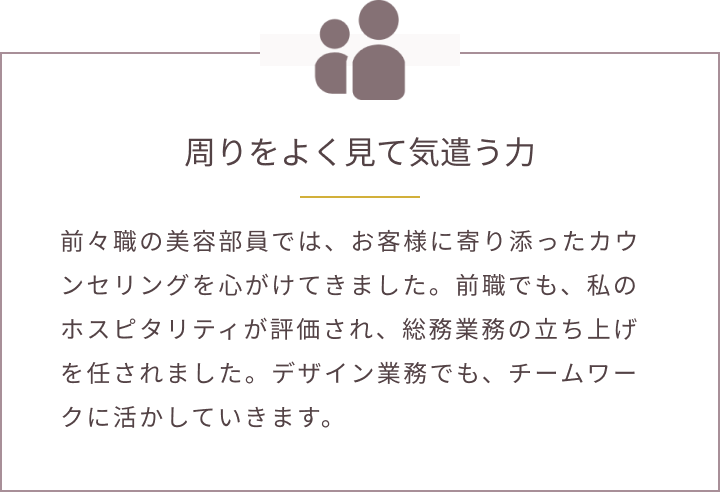 周りをよく見て気遣う力
前々職の美容部員では、お客様に寄り添ったカウ
ンセリングを心がけてきました。前職でも、私の
ホスピタリティが評価され、総務業務の立ち上げ
を任されました。デザイン業務でも、チームワー
クに活かしていきます。